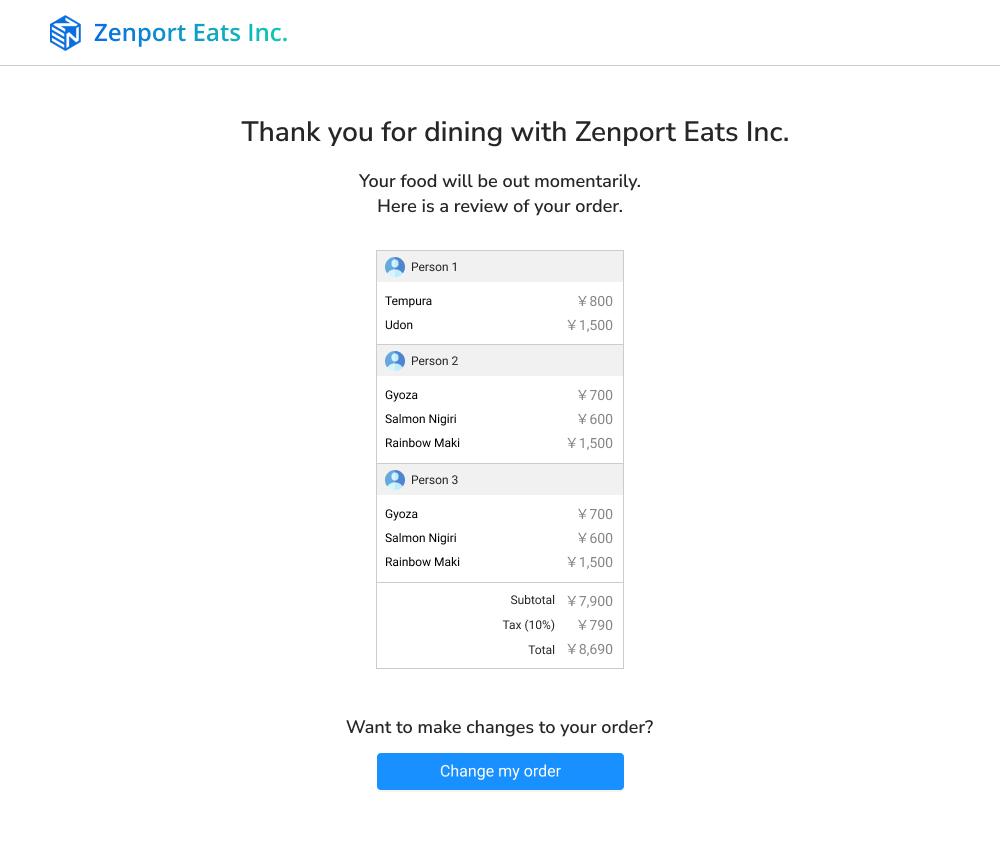 Zenport Eats Inc.
Thank you for dining with Zenport Eats Inc.
Your food will be out momentarily.
Here is a review of your order.
Person 1
Tempura ¥ 800
Udon ¥ 1,500
Person 2
Gyoza ¥ 700
Salmon Nigiri ¥ 600
Rainbow Maki ¥ 1,500
Person 3
Gyoza ¥ 700
Salmon Nigiri ¥ 600
Rainbow Maki ¥ 1,500
Subtotal ¥ 7,900
Tax (10%) ¥ 790
Total ¥ 8,690
Want to make changes to your order?
Change my order